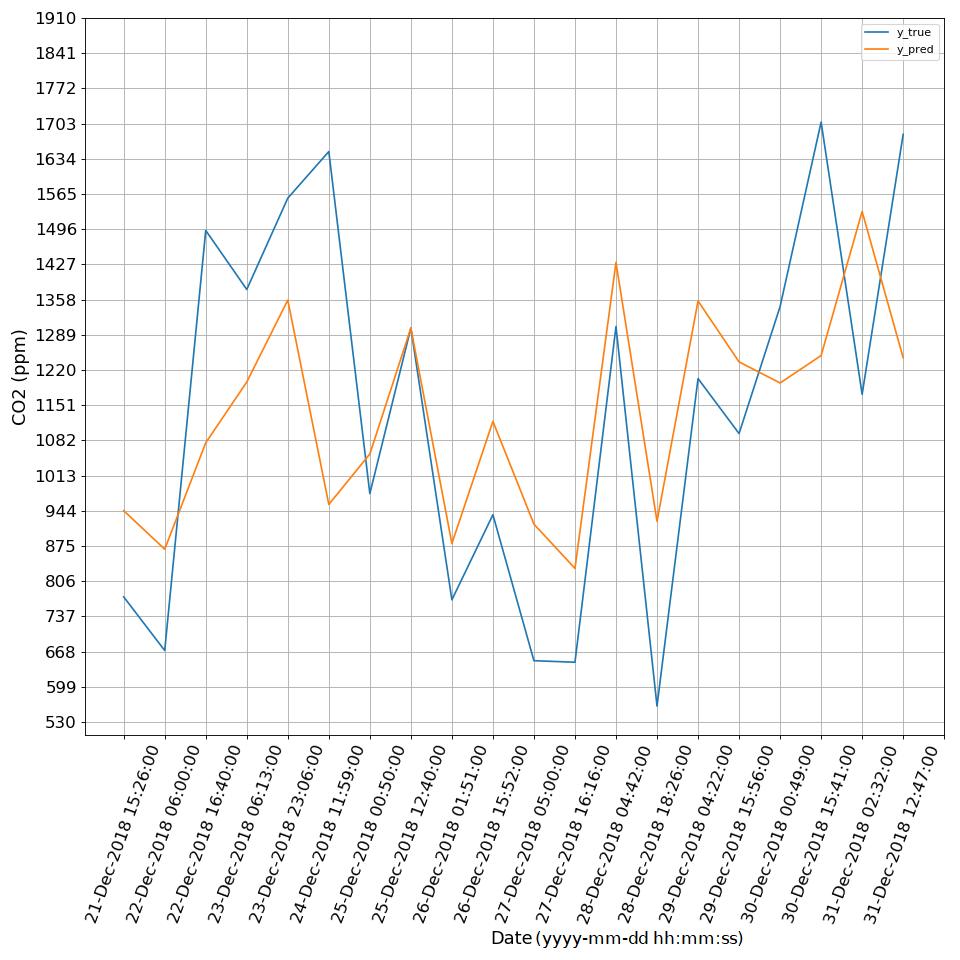 1910
1841
1772
1703
1634
1565
1496
1427
1358
1289
1220
1151
1082
1013
944
875
806
737
668
599
530
CO2 (ppm)
y_true
y_pred
21-Dec-2018 15:26:00
22-Dec-2018 06:00:00
22-Dec-2018 16:40:00
23-Dec-2018 06:13:00
23-Dec-2018 23:06:00
24-Dec-2018 11:59:00
25-Dec-2018 00:50:00
25-Dec-2018 12:40:00
26-Dec-2018 01:51:00
26-Dec-2018 15:52:00
27-Dec-2018 05:00:00
27-Dec-2018 16:16:00
28-Dec-2018 04:42:00
28-Dec-2018 18:26:00
29-Dec-2018 04:22:00
29-Dec-2018 15:56:00
30-Dec-2018 00:49:00
30-Dec-2018 15:41:00
31-Dec-2018 02:32:00
31-Dec-2018 12:47:00
Date (yyyy-mm-dd hh:mm:ss)